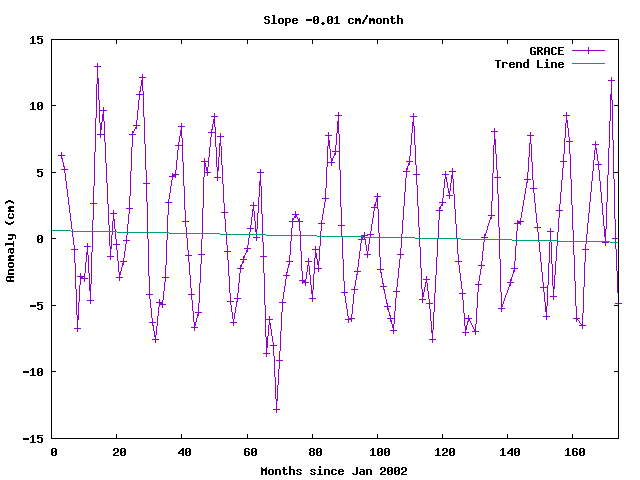 Slope -0.01 cm/month
15
GRACE
Trend Line
10
5
Anomaly (cm)
0
-5
-10
-15
0 20 40 60 80 100 120 140 160
Months since Jan 2002